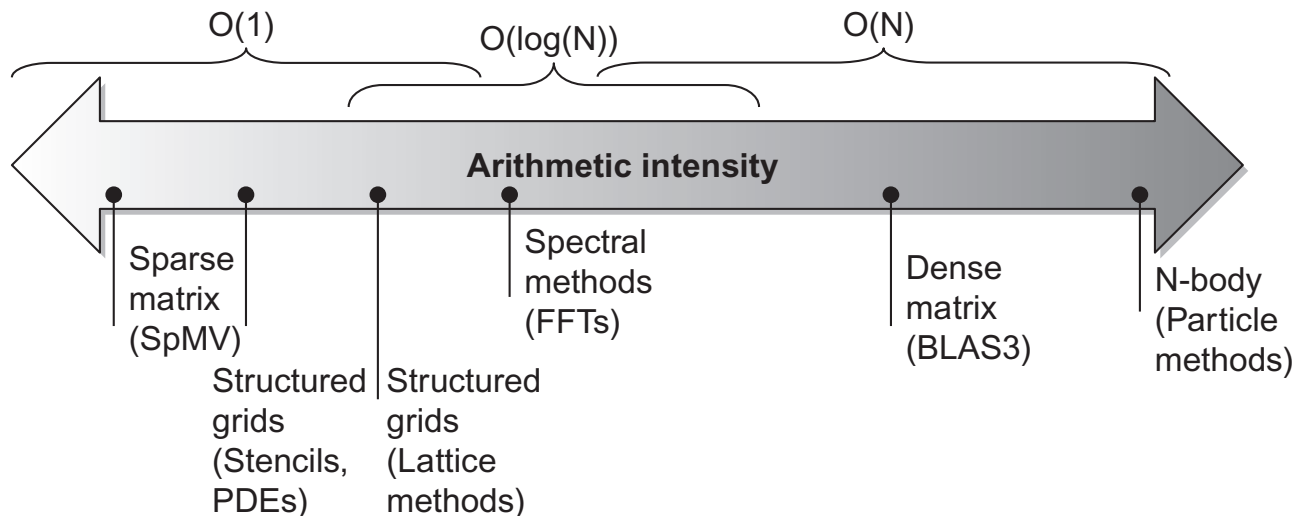 O(1)
O(log(N))
O(N)
Arithmetic intensity
Sparse
matrix
(SpMV)
Structured
grids
(Stencils,
PDEs)
Structured
grids
(Lattice
methods)
Spectral
methods
(FFTs)
Dense
matrix
(BLAS3)
N-body
(Particle
methods)